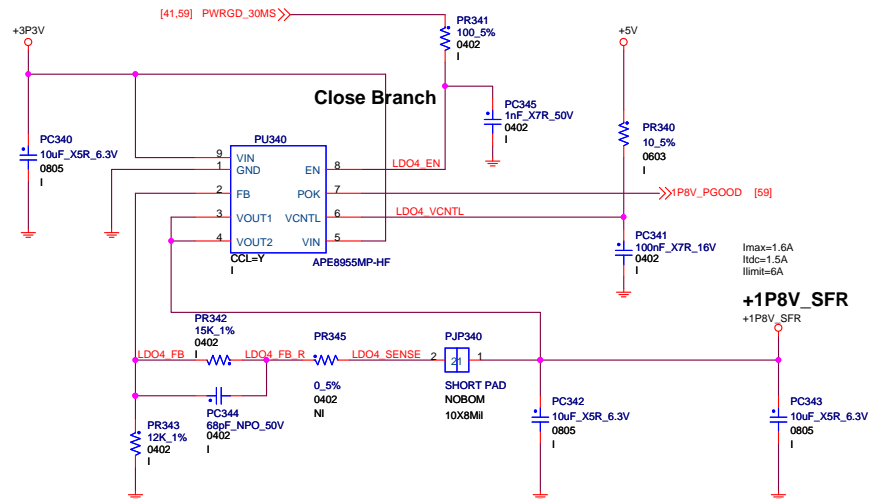 [41,59] PWRGD_30MS
PR341
100_5%
0402
I
+3P3V
+5V
Close Branch
PC345
1nF_X7R_50V
0402
I
PC340
10uF_X5R_6.3V
0805
I
PU340
PR340
10_5%
0603
I
9 VIN
1 GND
2 FB
3 VOUT1
4 VOUT2
EN 8 LDO4_EN
POK 7 1P8V_PGOOD [59]
VCNTL 6 LDO4_VCNTL
VIN 5
CCL=Y
I
APE8955MP-HF
PC341
100nF_X7R_16V
0402
I
Imax=1.6A
Itdc=1.5A
Ilimit=6A
+1P8V_SFR
+1P8V_SFR
PR342
15K_1%
0402
I
PR345
PJP340
LDO4_FB LDO4_FB_R LDO4_SENSE 2 21 1
0_5%
0402
NI
SHORT PAD
NOBOM
10X8Mil
PC344
68pF_NPO_50V
0402
I
PR343
12K_1%
0402
I
PC342
10uF_X5R_6.3V
0805
I
PC343
10uF_X5R_6.3V
0805
I